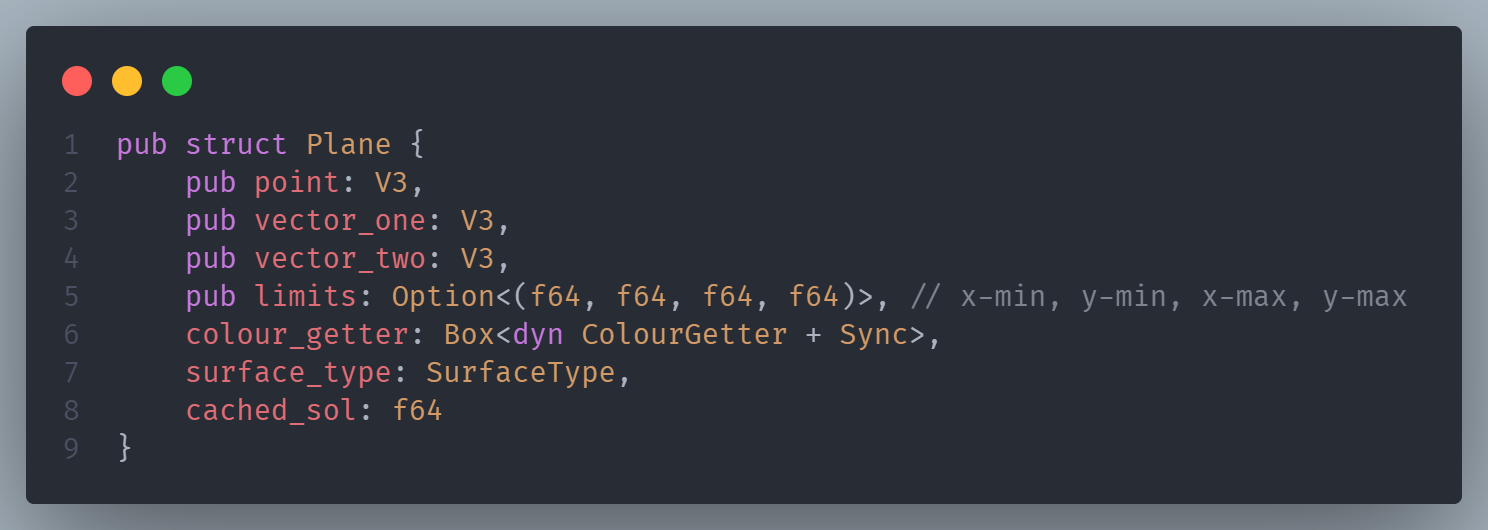 1 pub struct Plane {
2     pub point: V3,
3     pub vector_one: V3,
4     pub vector_two: V3,
5     pub limits: Option<(f64, f64, f64, f64)>, // x-min, y-min, x-max, y-max
6     colour_getter: Box<dyn ColourGetter + Sync>,
7     surface_type: SurfaceType,
8     cached_sol: f64
9 }